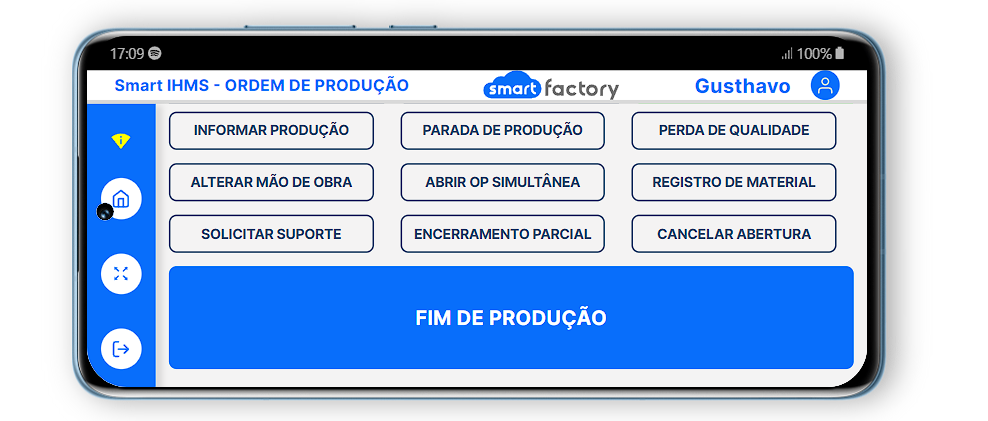 17:09
100%
Smart IHMS - ORDEM DE PRODUÇÃO
smart factory
Gusthavo
INFORMAR PRODUÇÃO
PARADA DE PRODUÇÃO
PERDA DE QUALIDADE
ALTERAR MÃO DE OBRA
ABRIR OP SIMULTÂNEA
REGISTRO DE MATERIAL
SOLICITAR SUPORTE
ENCERRAMENTO PARCIAL
CANCELAR ABERTURA
FIM DE PRODUÇÃO